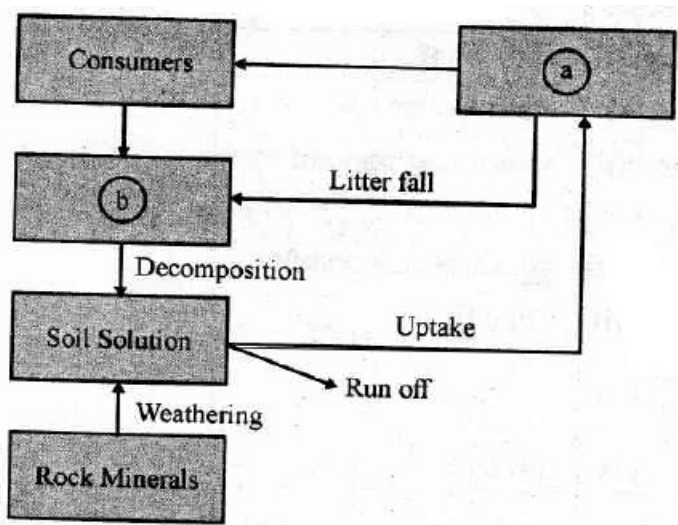 Consumers
a
b
Litter fall
Decomposition
Soil Solution
Uptake
Run off
Weathering
Rock Minerals